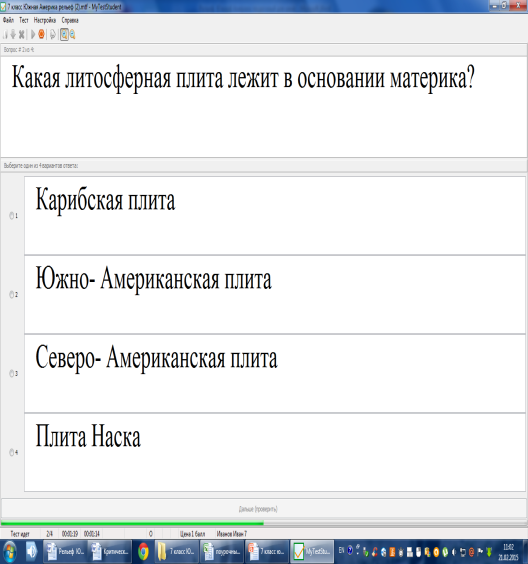 7 класс Южная Америка рельеф (2).mtf - MyTestStudent
Файл Тест Настройка Справка
Вопрос # 2 из 4:
Какая литосферная плита лежит в основании материка?
Выберите один из 4 вариантов ответа:
1 Карибская плита
2 Южно- Американская плита
3 Северо- Американская плита
4 Плита Наска
Дальше (проверить)
Тест идет 2/4 00:01:19 00:01:14 0 Цена 1 балл Иванов Иван 7
Рельеф Ю... Критическ... 7 класс Ю... поурочны... 7 класс ю... MyTestStu... EN 11:02
21.02.2015